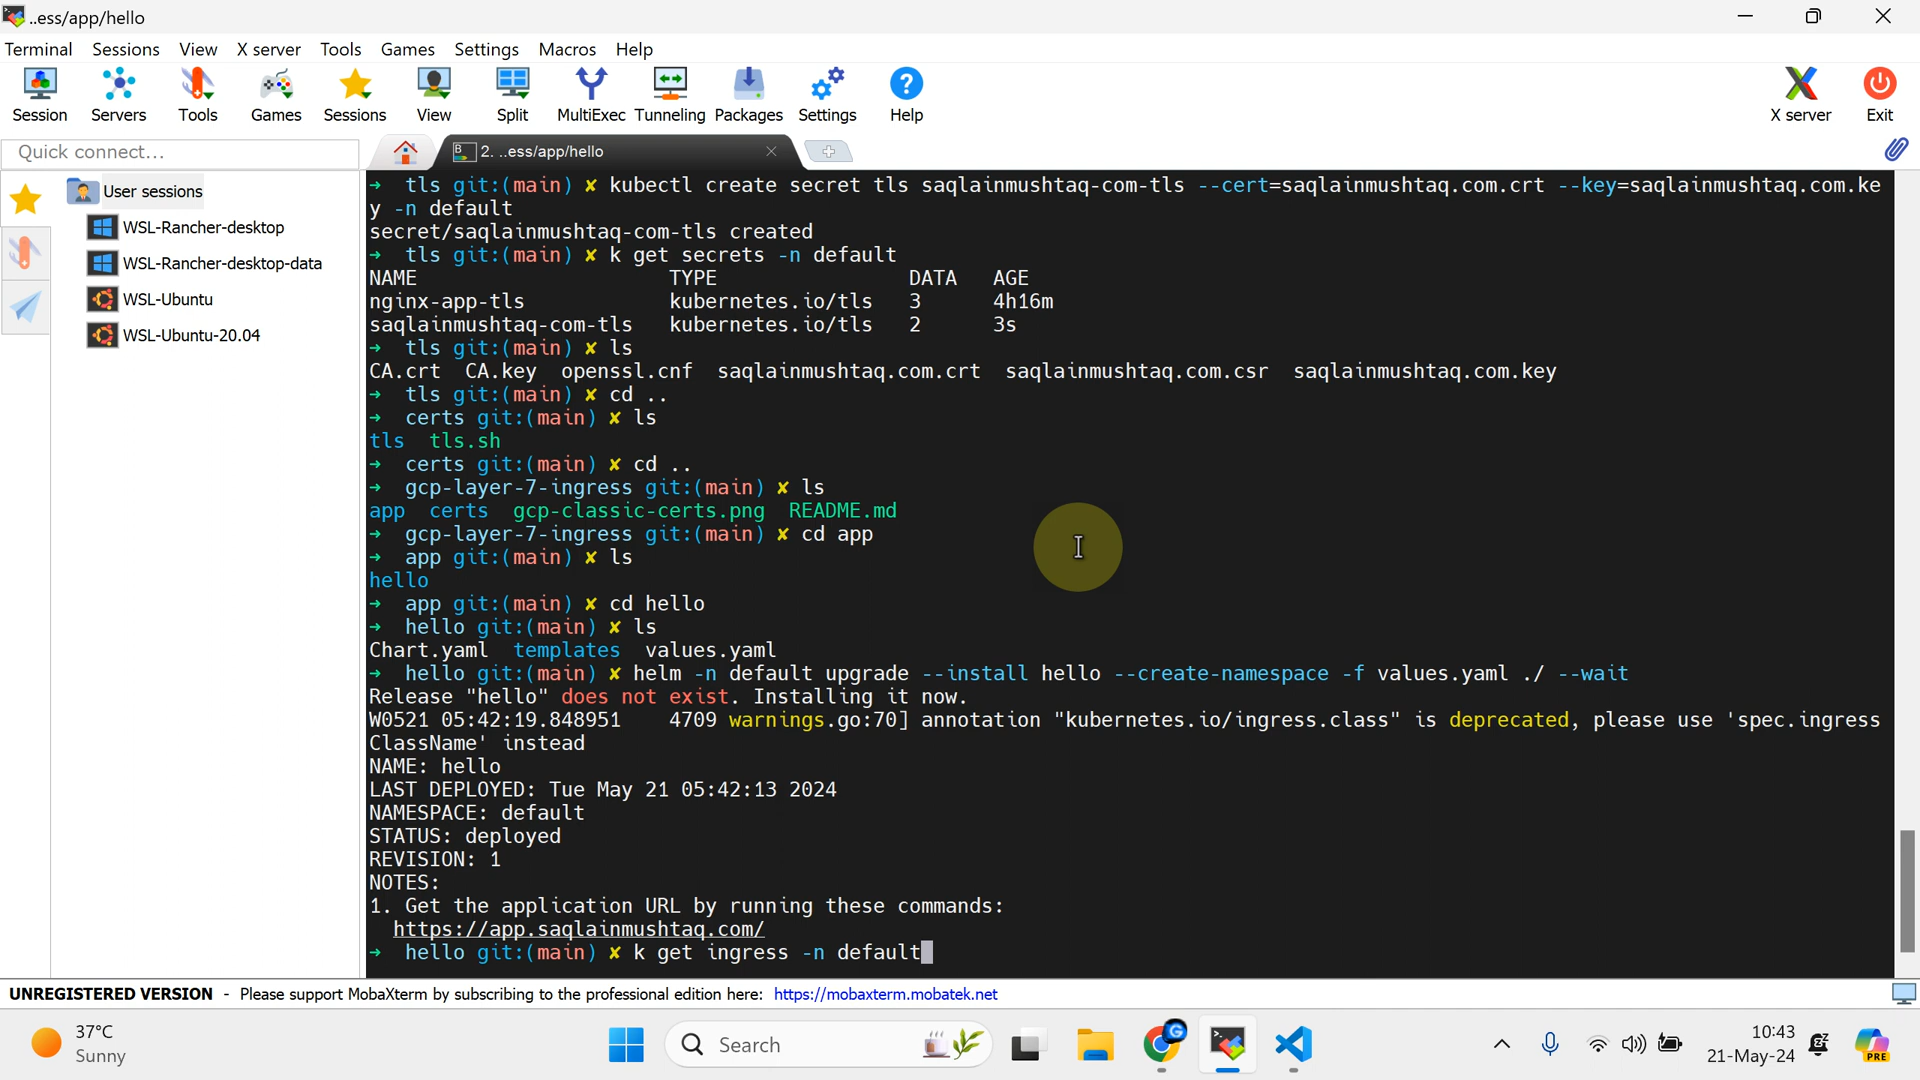 ..ess/app/hello
Terminal Sessions View X server Tools Games Settings Macros Help
Session Servers Tools Games Sessions View Split MultiExec Tunneling Packages Settings Help X server Exit
Quick connect...
2. ..ess/app/hello
User sessions
WSL-Rancher-desktop
WSL-Rancher-desktop-data
WSL-Ubuntu
WSL-Ubuntu-20.04
→ tls git:(main) ✗ kubectl create secret tls saqlainmushtaq-com-tls --cert=saqlainmushtaq.com.crt --key=saqlainmushtaq.com.ke
y -n default
secret/saqlainmushtaq-com-tls created
→ tls git:(main) ✗ k get secrets -n default
NAME TYPE DATA AGE
nginx-app-tls kubernetes.io/tls 3 4h16m
saqlainmushtaq-com-tls kubernetes.io/tls 2 3s
→ tls git:(main) ✗ ls
CA.crt CA.key openssl.cnf saqlainmushtaq.com.crt saqlainmushtaq.com.csr saqlainmushtaq.com.key
→ tls git:(main) ✗ cd ..
→ certs git:(main) ✗ ls
tls tls.sh
→ certs git:(main) ✗ cd ..
→ gcp-layer-7-ingress git:(main) ✗ ls
app certs gcp-classic-certs.png README.md
→ gcp-layer-7-ingress git:(main) ✗ cd app
→ app git:(main) ✗ ls
hello
→ app git:(main) ✗ cd hello
→ hello git:(main) ✗ ls
Chart.yaml templates values.yaml
→ hello git:(main) ✗ helm -n default upgrade --install hello --create-namespace -f values.yaml ./ --wait
Release "hello" does not exist. Installing it now.
W0521 05:42:19.848951 4709 warnings.go:70] annotation "kubernetes.io/ingress.class" is deprecated, please use 'spec.ingress
ClassName' instead
NAME: hello
LAST DEPLOYED: Tue May 21 05:42:13 2024
NAMESPACE: default
STATUS: deployed
REVISION: 1
NOTES:
1. Get the application URL by running these commands:
https://app.saqlainmushtaq.com/
→ hello git:(main) ✗ k get ingress -n default
UNREGISTERED VERSION - Please support MobaXterm by subscribing to the professional edition here: https://mobaxterm.mobatek.net
37°C
Sunny
Search
10:43
21-May-24
PRE